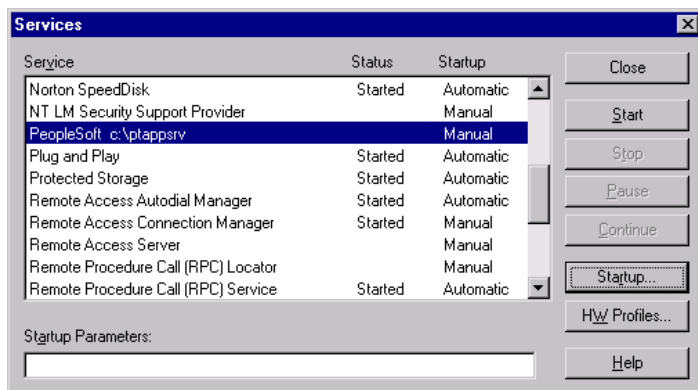 Services
Service Status Startup
Norton SpeedDisk Started Automatic
NT LM Security Support Provider Manual
PeopleSoft c:\ptappsrv Manual
Plug and Play Started Automatic
Protected Storage Started Automatic
Remote Access Autodial Manager Started Automatic
Remote Access Connection Manager Started Manual
Remote Access Server Manual
Remote Procedure Call (RPC) Locator Manual
Remote Procedure Call (RPC) Service Started Automatic
Startup Parameters:
Close
Start
Stop
Pause
Continue
Startup...
HW Profiles...
Help